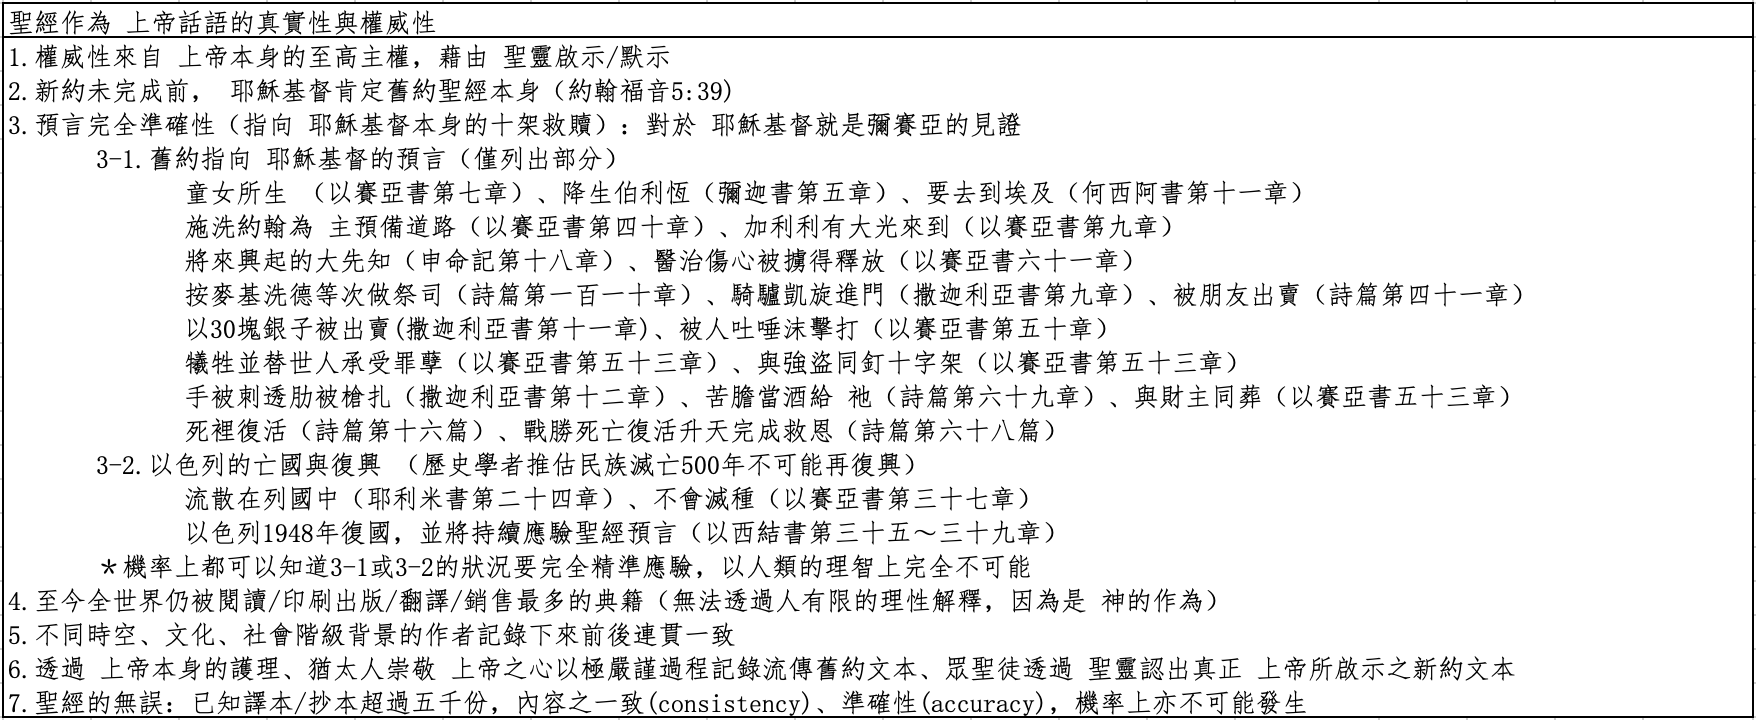 聖經作為 上帝話語的真實性與權威性
1.權威性來自 上帝本身的至高主權，藉由 聖靈啟示/默示
2.新約未完成前， 耶穌基督肯定舊約聖經本身（約翰福音5:39)
3.預言完全準確性（指向 耶穌基督本身的十架救贖）：對於 耶穌基督就是彌賽亞的見證
3-1.舊約指向 耶穌基督的預言（僅列出部分）
童女所生 （以賽亞書第七章）、降生伯利恆（彌迦書第五章）、要去到埃及（何西阿書第十一章）
施洗約翰為 主預備道路（以賽亞書第四十章）、加利利有大光來到（以賽亞書第九章）
將來興起的大先知（申命記第十八章）、醫治傷心被擄得釋放（以賽亞書六十一章）
按麥基洗德等次做祭司（詩篇第一百一十章）、騎驢凱旋進門（撒迦利亞書第九章）、被朋友出賣（詩篇第四十一章）
以30塊銀子被出賣(撒迦利亞書第十一章)、被人吐唾沫擊打（以賽亞書第五十章）
犧牲並替世人承受罪孽（以賽亞書第五十三章）、與強盜同釘十字架（以賽亞書第五十三章）
手被刺透肋被槍扎（撒迦利亞書第十二章）、苦膽當酒給 祂（詩篇第六十九章）、與財主同葬（以賽亞書五十三章）
死裡復活（詩篇第十六篇）、戰勝死亡復活升天完成救恩（詩篇第六十八篇）
3-2.以色列的亡國與復興 （歷史學者推估民族滅亡500年不可能再復興）
流散在列國中（耶利米書第二十四章）、不會滅種（以賽亞書第三十七章）
以色列1948年復國，並將持續應驗聖經預言（以西結書第三十五～三十九章）
＊機率上都可以知道3-1或3-2的狀況要完全精準應驗，以人類的理智上完全不可能
4.至今全世界仍被閱讀/印刷出版/翻譯/銷售最多的典籍（無法透過人有限的理性解釋，因為是 神的作為）
5.不同時空、文化、社會階級背景的作者記錄下來前後連貫一致
6.透過 上帝本身的護理、猶太人崇敬 上帝之心以極嚴謹過程記錄流傳舊約文本、眾聖徒透過 聖靈認出真正 上帝所啟示之新約文本
7.聖經的無誤：已知譯本/抄本超過五千份，內容之一致(consistency)、準確性(accuracy)，機率上亦不可能發生